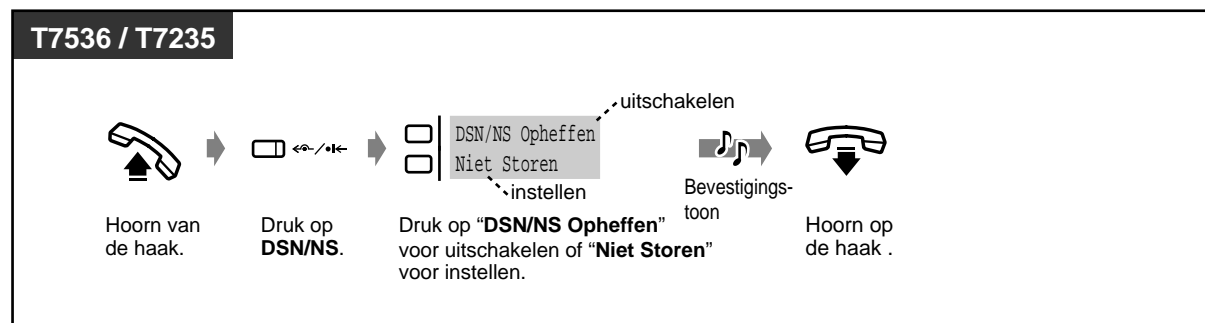 T7536 / T7235
uitschakelen
DSN/NS Opheffen
Niet Storen
instellen
Hoorn van
de haak.
Druk op
DSN/NS.
Druk op “DSN/NS Opheffen”
voor uitschakelen of “Niet Storen”
voor instellen.
Bevestigings-
toon
Hoorn op
de haak .